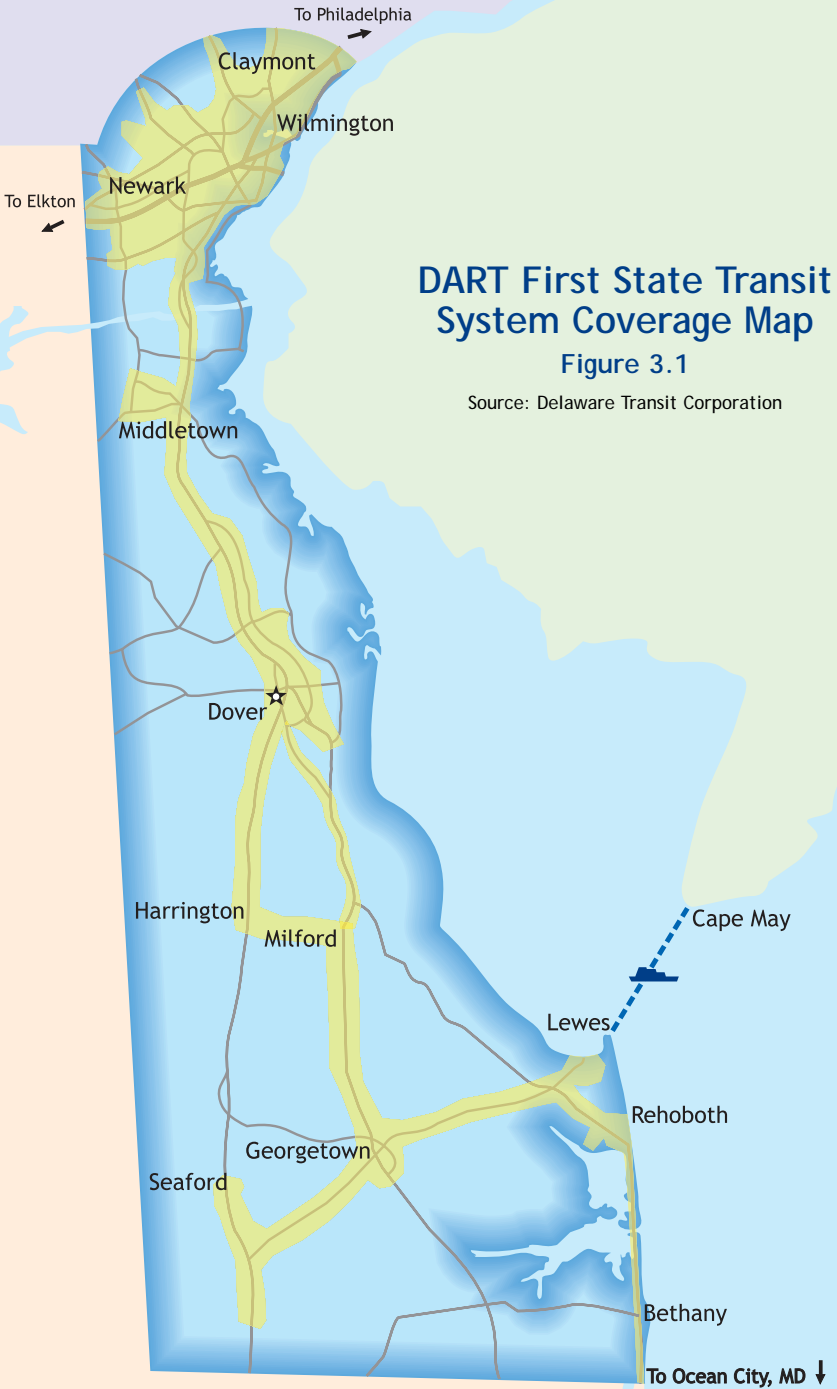 To Philadelphia
Claymont
Wilmington
Newark
To Elkton
DART First State Transit
System Coverage Map
Figure 3.1
Source: Delaware Transit Corporation
Middletown
Dover
Harrington
Milford
Cape May
Lewes
Rehoboth
Georgetown
Seaford
Bethany
To Ocean City, MD